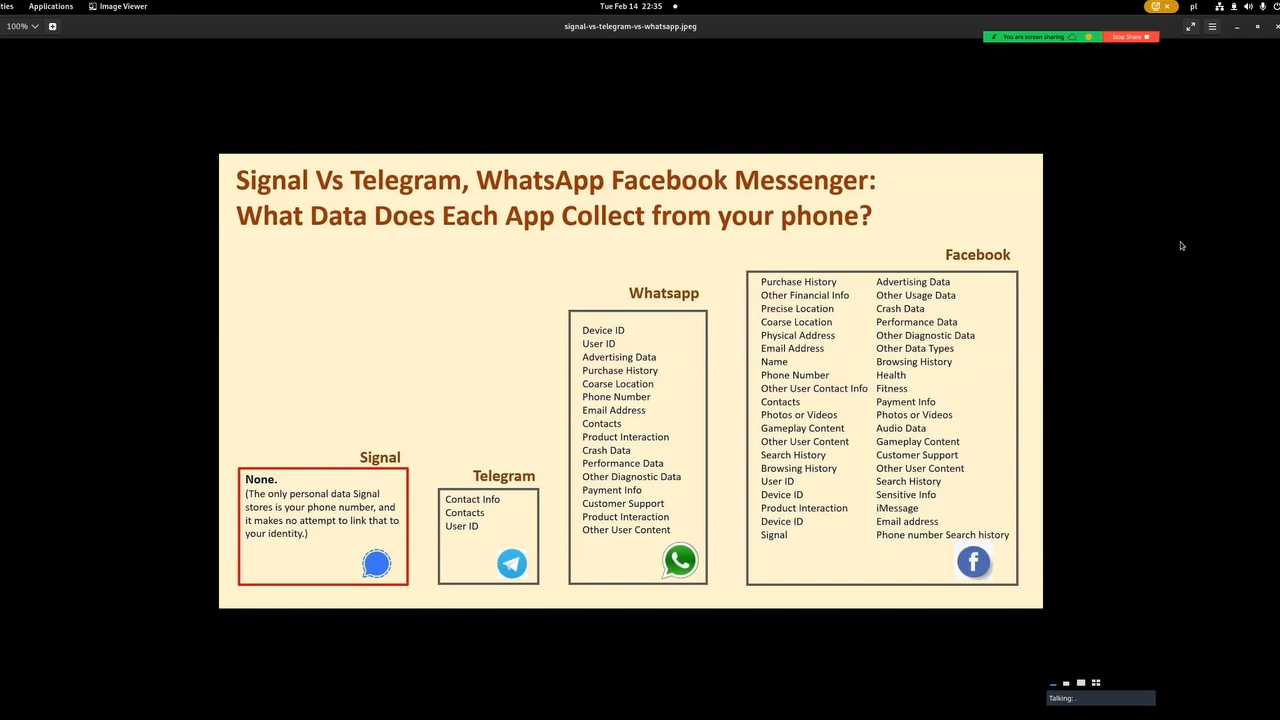 ities Applications Image Viewer Tue Feb 14 22:35 pl
100% signal-vs-telegram-vs-whatsapp.jpeg
You are screen sharing Stop Share
Signal Vs Telegram, WhatsApp Facebook Messenger:
What Data Does Each App Collect from your phone?
Signal
None.
(The only personal data Signal
stores is your phone number, and
it makes no attempt to link that to
your identity.)
Telegram
Contact Info
Contacts
User ID
Whatsapp
Device ID
User ID
Advertising Data
Purchase History
Coarse Location
Phone Number
Email Address
Contacts
Product Interaction
Crash Data
Performance Data
Other Diagnostic Data
Payment Info
Customer Support
Product Interaction
Other User Content
Facebook
Purchase History
Other Financial Info
Precise Location
Coarse Location
Physical Address
Email Address
Name
Phone Number
Other User Contact Info
Contacts
Photos or Videos
Gameplay Content
Other User Content
Search History
Browsing History
User ID
Device ID
Product Interaction
Device ID
Signal
Advertising Data
Other Usage Data
Crash Data
Performance Data
Other Diagnostic Data
Other Data Types
Browsing History
Health
Fitness
Payment Info
Photos or Videos
Audio Data
Gameplay Content
Customer Support
Other User Content
Search History
Sensitive Info
iMessage
Email address
Phone number Search history
f
Talking: .